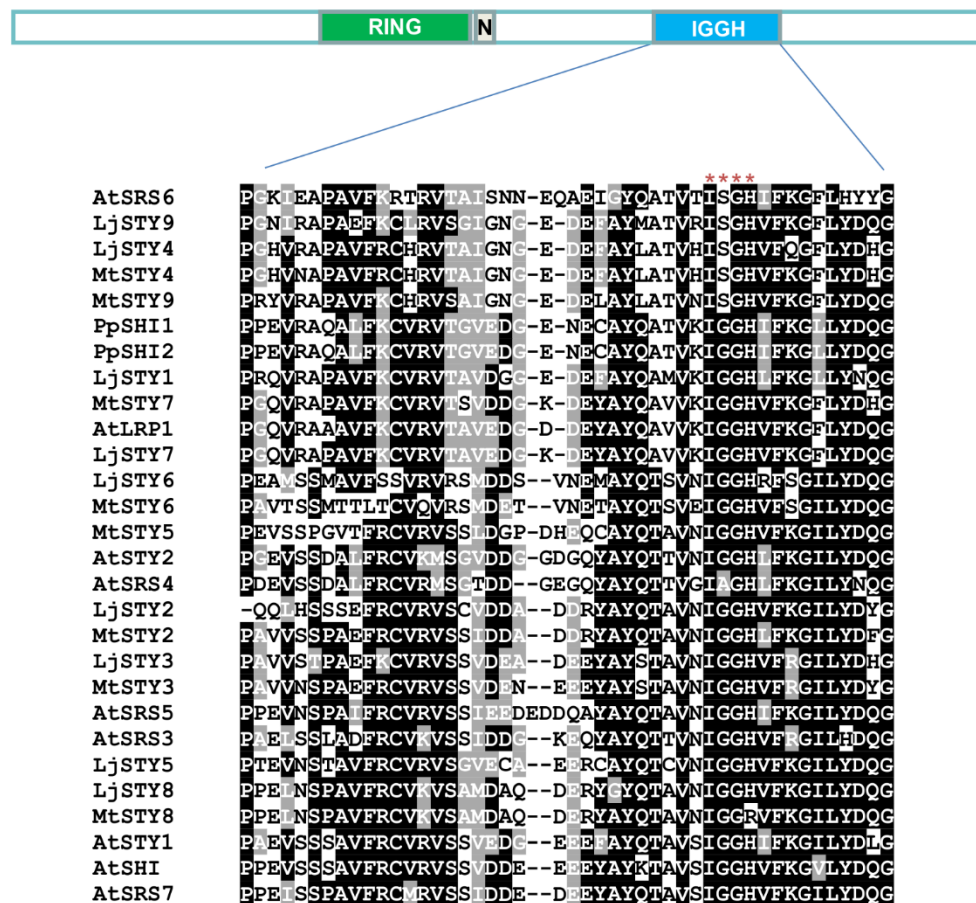 RING N IGGH
****
AtSRS6 PGKIEAPAVFKRTRVTAISNN-EQAEIGYQATVTISGHIFKGFLHYYG
LjSTY9 PGNIRAPAEFKCLRVSGIGNG-E-DEFAYMATVRISGHVFKGFLYDQG
LjSTY4 PGHVRAPAVFRCHRVTAIGNG-E-DEFAYLATVHISGHVFQGFLYDHG
MtSTY4 PGHVNAPAVFRCHRVTAIGNG-E-DEFAYLATVHISGHVFKGFLYDHG
MtSTY9 PRYVRAPAVFKCHRVSAIGNG-E-DELAYLATVNISGHVFKGFLYDQG
PpSHI1 PPEVRAQALFKCVRVTGVEDG-E-NECAYQATVKIGGHIFKGLLYDQG
PpSHI2 PPEVRAQALFKCVRVTGVEDG-E-NECAYQATVKIGGHIFKGLLYDQG
LjSTY1 PRQVRAPAVFKCVRVTAVDGG-E-DEFAYQAMVKIGGHLFKGLLYNQG
MtSTY7 PGQVRAPAVFKCVRVTSVDDG-K-DEYAYQAVVKIGGHVFKGFLYDHG
AtLRP1 PGQVRAAAVFKCVRVTAVEDG-D-DEYAYQAVVKIGGHVFKGFLYDQG
LjSTY7 PGQVRAPAVFKCVRVTAVEDG-K-DEYAYQAVVKIGGHVFKGFLYDQG
LjSTY6 PEAMSSMAVFSSVRVRSMDDS--VNEMAYQTSVNIGGHRFSGILYDQG
MtSTY6 PAVTSSMTTLTCVQVRSMDET--VNETAYQTSVEIGGHVFSGILYDQG
MtSTY5 PEVSSPGVTFRCVRVSSLDGP-DHEQCAYQTAVNIGGHVFKGILYDQG
AtSTY2 PGEVSSDALFRCVKMSGVDDG-GDGQYAYQTTVNIGGHLFKGILYDQG
AtSRS4 PDEVSSDALFRCVRMSGTDDG-GEGQYAYQTTVGIAGHLFKGILYNQG
LjSTY2 -QQLHSSSEFRCVRVSCVDDA--DDRYAYQTAVNIGGHVFKGILYDYG
MtSTY2 PAVVSSPAEFRCVRVSSIDDA--DDRYAYQTAVNIGGHLFKGILYDFG
LjSTY3 PAVVSTPAEFKCVRVSSVDEA--DEEYAYSTAVNIGGHVFRGILYDHG
MtSTY3 PAVVNSPAEFRCVRVSSVDEN--EEEYAYSTAVNIGGHVFRGILYDYG
AtSRS5 PPEVNSPAIFRCVRVSSIEEDEDDQAYAYQTAVNIGGHIFKGILYDQG
AtSRS3 PAELSSLADFRCVKVSSIDDG--KEQYAYQTTVNIGGHVFRGILHDQG
LjSTY5 PTEVNSTAVFRCVRVSGVECA--EERCAYQTCVNIGGHVFKGILYDQG
LjSTY8 PPELNSPAVFRCVKVSAMDAQ--DERYGYQTAVNIGGHVFKGILYDQG
MtSTY8 PPELNSPAVFRCVKVSAMDAQ--DERYAYQTAVNIGGRVFKGILYDQG
AtSTY1 PAEVSSSAVFRCVRVSSVEDG--EEEYAYQTAVSIGGHIFKGILYDLG
AtSHI PPEVSSSAVFRCVRVSSVDDE--EEEYAYKTAVSIGGHVFKGVLYDQG
AtSRS7 PPEISSPAVFRCMRVSSIDDE--DEEYAYQTAVSIGGHVFKGILYDQG